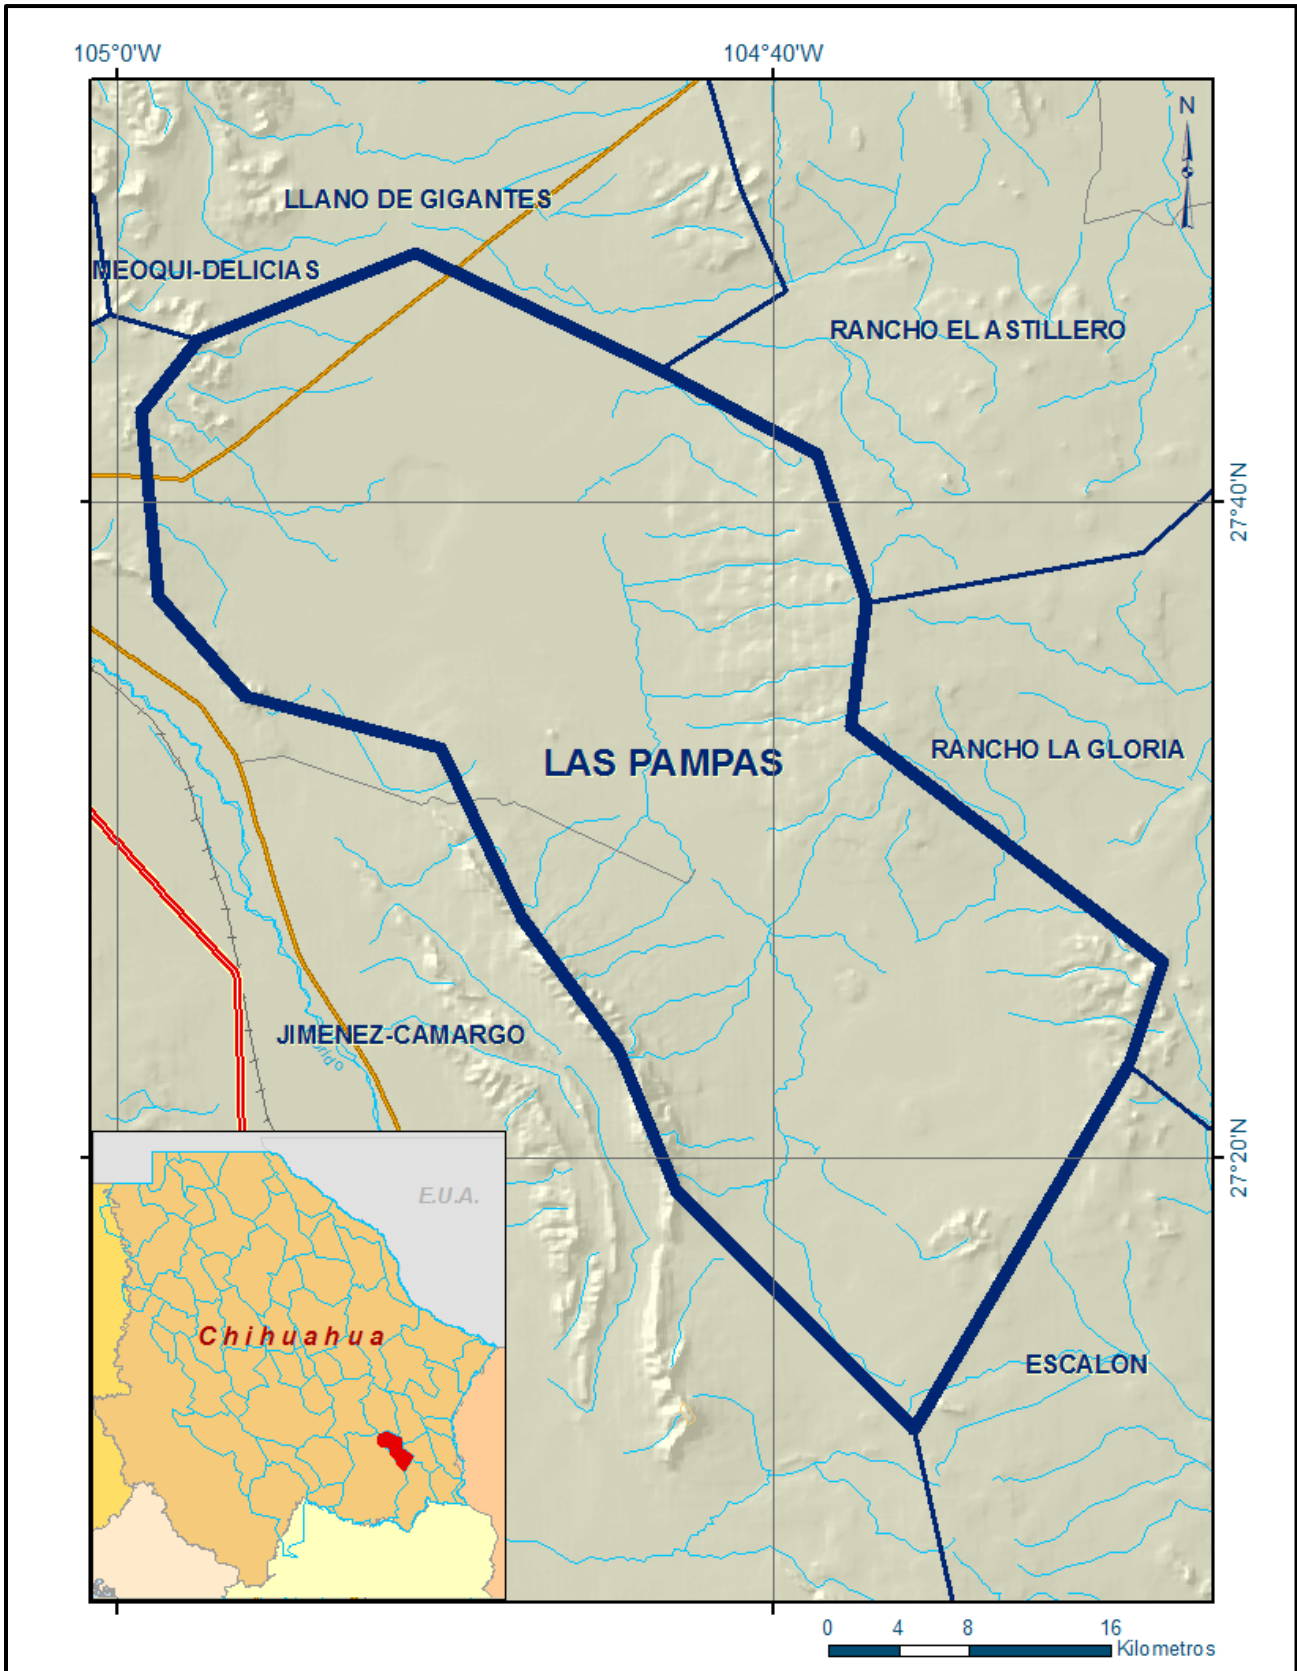 105°0'W
104°40'W
N
LLANO DE GIGANTES
MEOQUI-DELICIAS
RANCHO EL ASTILLERO
27°40'N
LAS PAMPAS
RANCHO LA GLORIA
JIMENEZ-CAMARGO
27°20'N
E.U.A.
Chihuahua
ESCALON
0 4 8 16
Kilometros